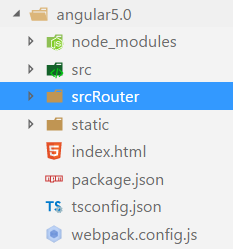 angular5.0
node_modules
src
srcRouter
static
index.html
package.json
tsconfig.json
webpack.config.js